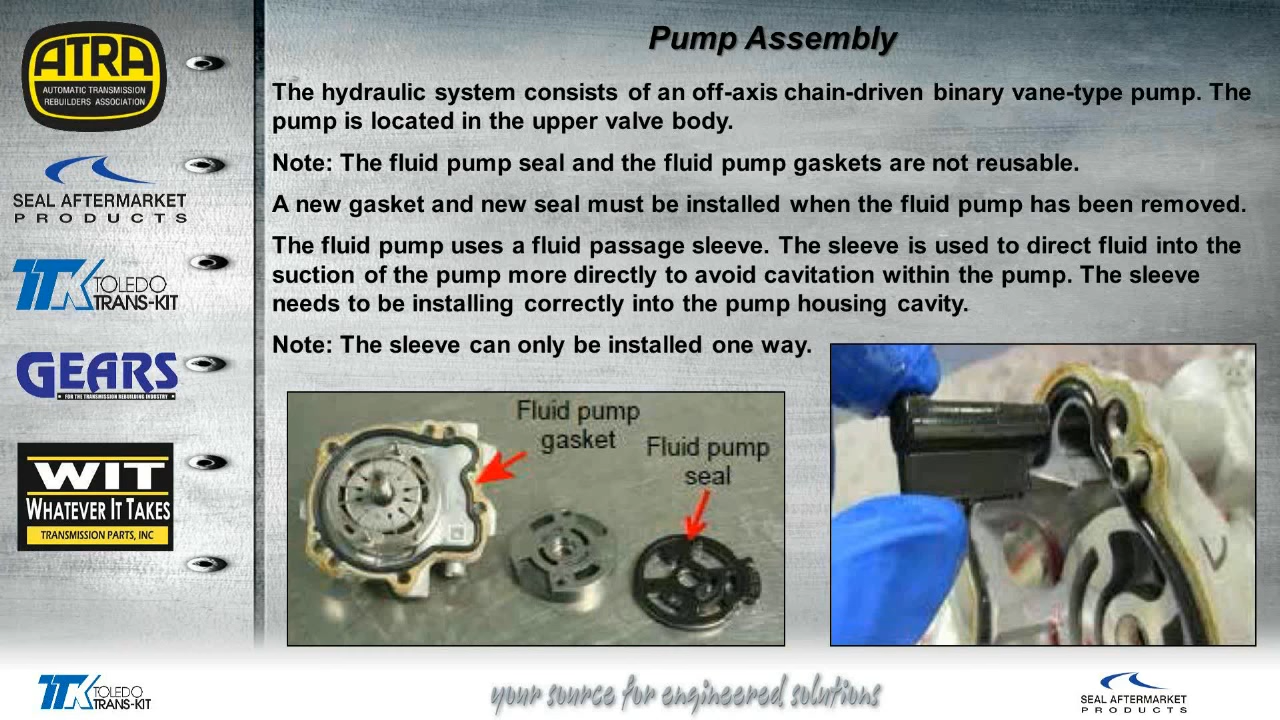 Pump Assembly
ATRA
AUTOMATIC TRANSMISSION
REBUILDERS ASSOCIATION
SEAL AFTERMARKET
PRODUCTS
TTK TOLEDO
TRANS-KIT
GEARS
FOR THE TRANSMISSION REBUILDING INDUSTRY
WIT
WHATEVER IT TAKES
TRANSMISSION PARTS, INC
The hydraulic system consists of an off-axis chain-driven binary vane-type pump. The
pump is located in the upper valve body.
Note: The fluid pump seal and the fluid pump gaskets are not reusable.
A new gasket and new seal must be installed when the fluid pump has been removed.
The fluid pump uses a fluid passage sleeve. The sleeve is used to direct fluid into the
suction of the pump more directly to avoid cavitation within the pump. The sleeve
needs to be installing correctly into the pump housing cavity.
Note: The sleeve can only be installed one way.
Fluid pump
gasket
Fluid pump
seal
TTK TOLEDO
TRANS-KIT
your source for engineered solutions
SEAL AFTERMARKET
PRODUCTS